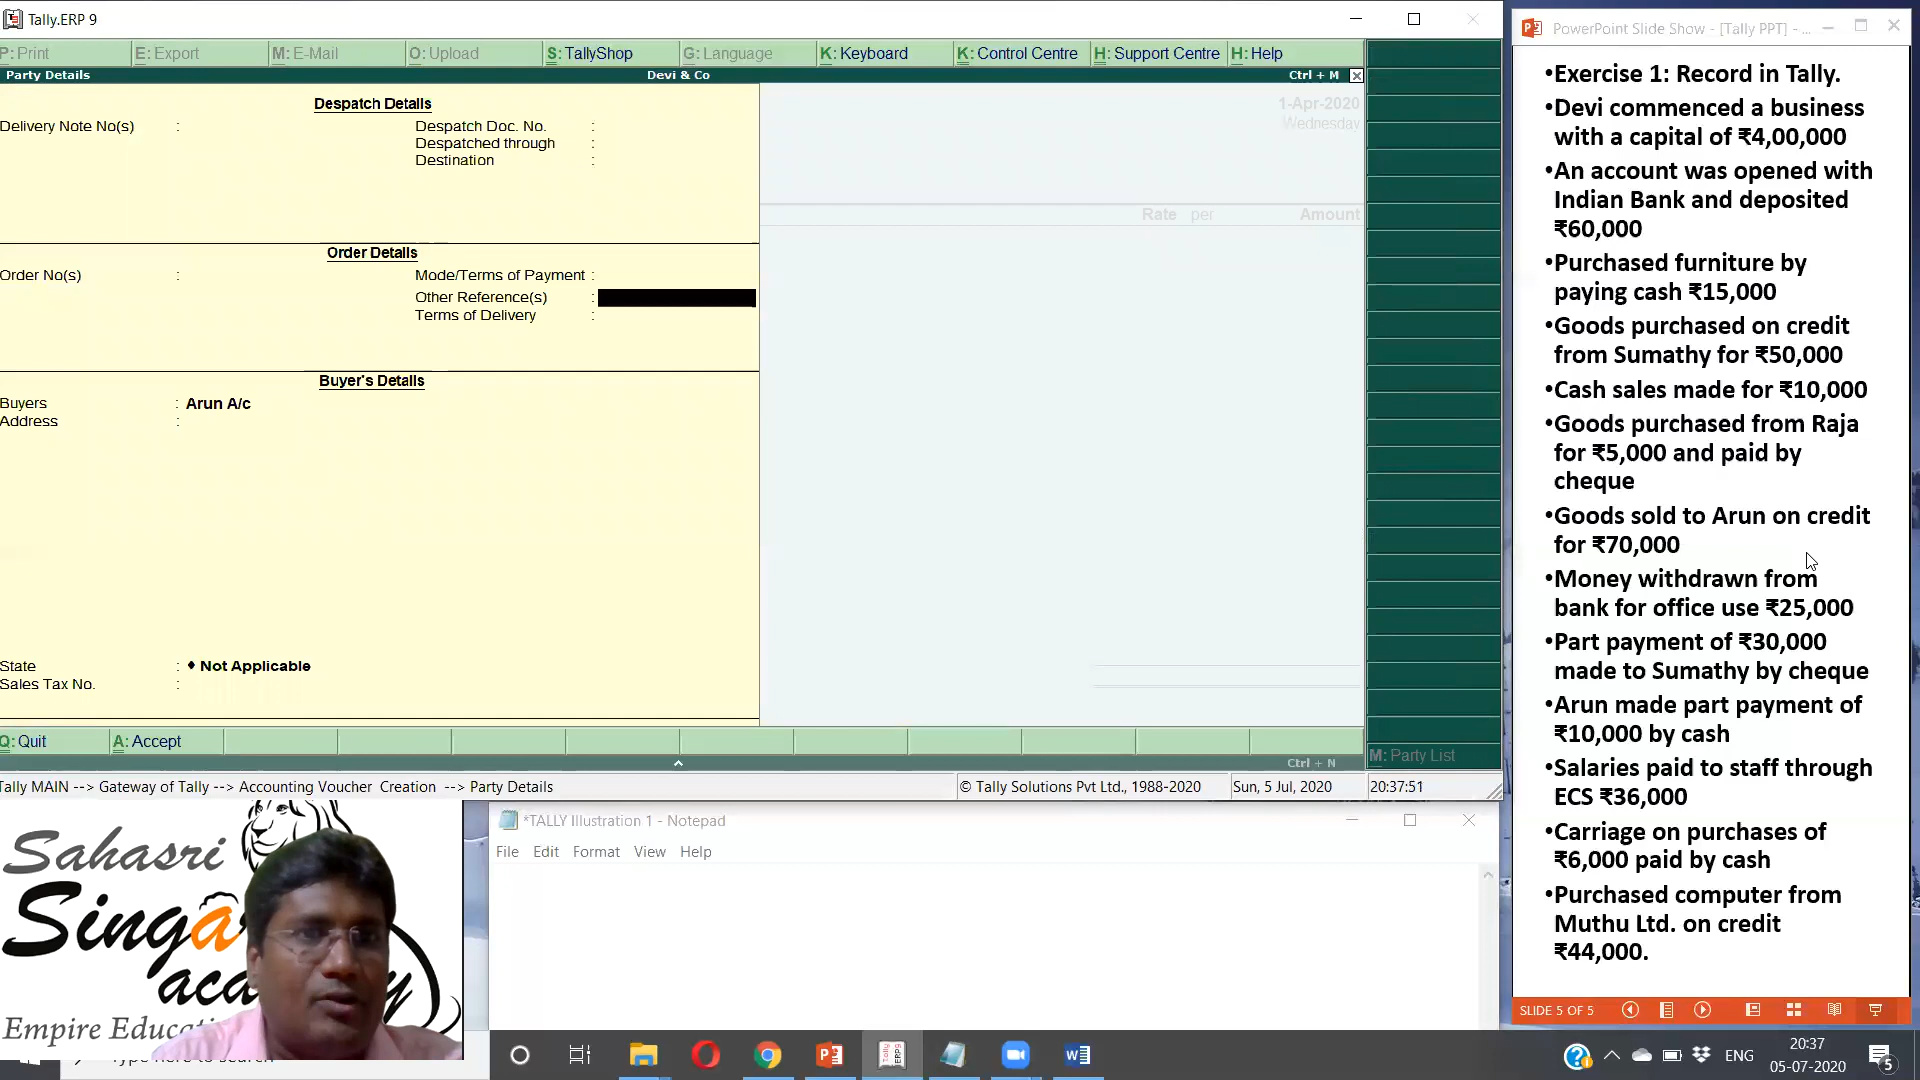 Tally.ERP 9
P: Print E: Export M: E-Mail O: Upload S: TallyShop G: Language K: Keyboard K: Control Centre H: Support Centre H: Help
Party Details Devi & Co Ctrl + M
Despatch Details
Delivery Note No(s) :
Despatch Doc. No. :
Despatched through :
Destination :
Order Details
Order No(s) :
Mode/Terms of Payment :
Other Reference(s) :
Terms of Delivery :
Buyer's Details
Buyers : Arun A/c
Address :
State : ♦ Not Applicable
Sales Tax No. :
1-Apr-2020
Wednesday
Rate per Amount
Q: Quit A: Accept
M: Party List
Ctrl + N
Tally MAIN --> Gateway of Tally --> Accounting Voucher Creation --> Party Details
© Tally Solutions Pvt Ltd., 1988-2020 Sun, 5 Jul, 2020 20:37:51
PowerPoint Slide Show - [Tally PPT] - ...
•Exercise 1: Record in Tally.
•Devi commenced a business
with a capital of ₹4,00,000
•An account was opened with
Indian Bank and deposited
₹60,000
•Purchased furniture by
paying cash ₹15,000
•Goods purchased on credit
from Sumathy for ₹50,000
•Cash sales made for ₹10,000
•Goods purchased from Raja
for ₹5,000 and paid by
cheque
•Goods sold to Arun on credit
for ₹70,000
•Money withdrawn from
bank for office use ₹25,000
•Part payment of ₹30,000
made to Sumathy by cheque
•Arun made part payment of
₹10,000 by cash
•Salaries paid to staff through
ECS ₹36,000
•Carriage on purchases of
₹6,000 paid by cash
•Purchased computer from
Muthu Ltd. on credit
₹44,000.
SLIDE 5 OF 5
*TALLY Illustration 1 - Notepad
File Edit Format View Help
Sahasri
Empire
ENG
20:37
05-07-2020
5